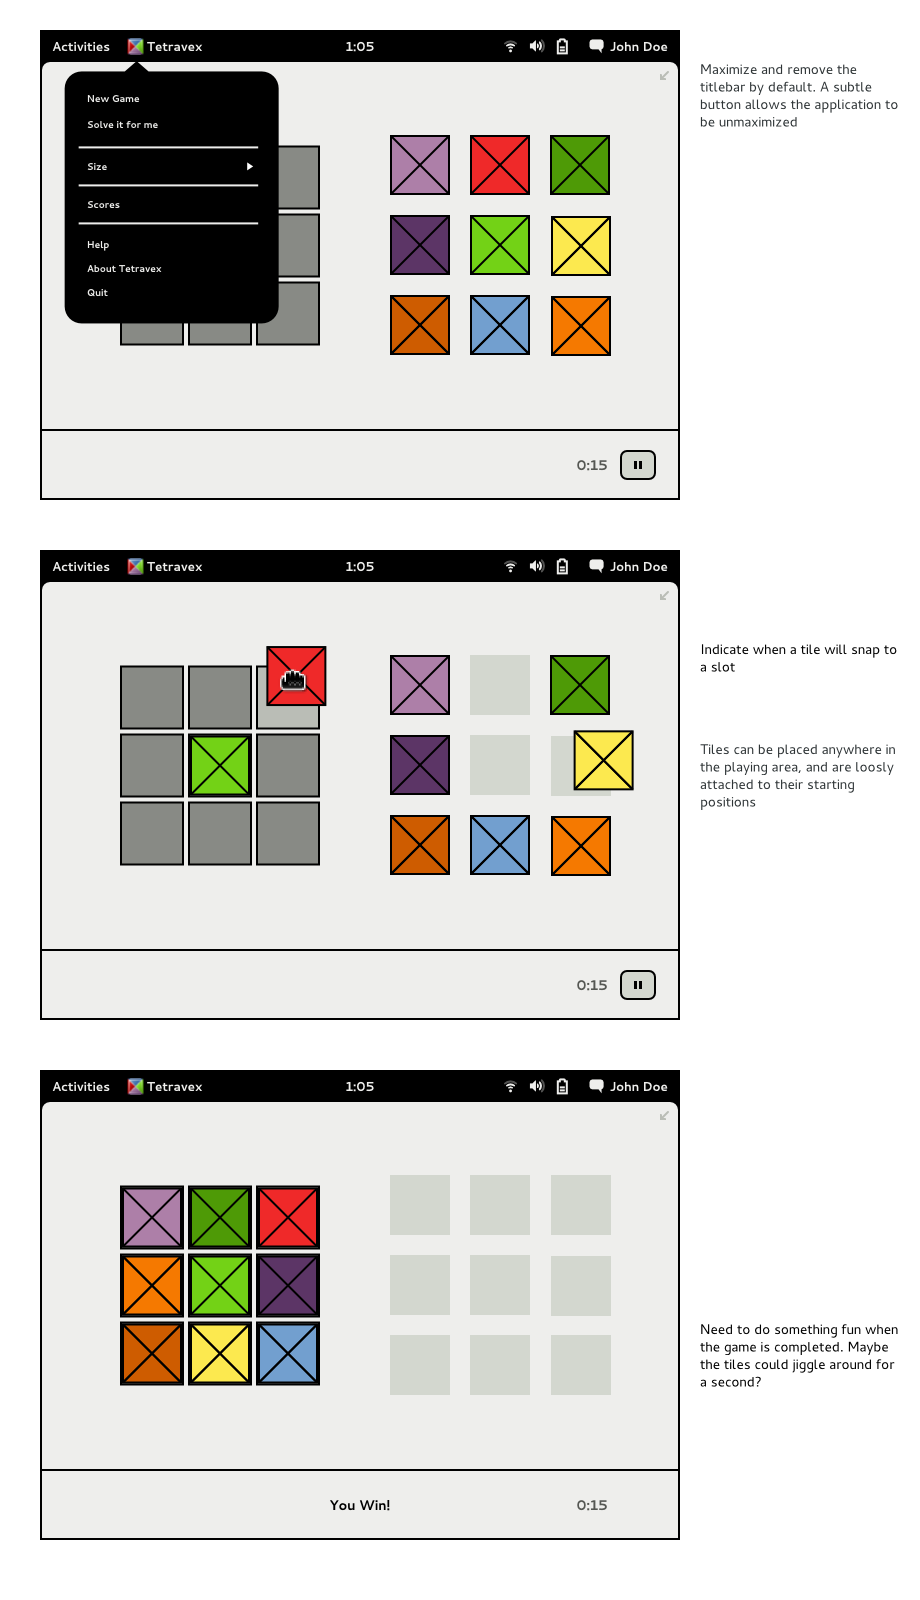 Activities Tetravex 1:05 John Doe
New Game
Solve it for me
Size
Scores
Help
About Tetravex
Quit
0:15
Maximize and remove the
titlebar by default. A subtle
button allows the application to
be unmaximized
Activities Tetravex 1:05 John Doe
0:15
Indicate when a tile will snap to
a slot
Tiles can be placed anywhere in
the playing area, and are loosly
attached to their starting
positions
Activities Tetravex 1:05 John Doe
You Win! 0:15
Need to do something fun when
the game is completed. Maybe
the tiles could jiggle around for
a second?